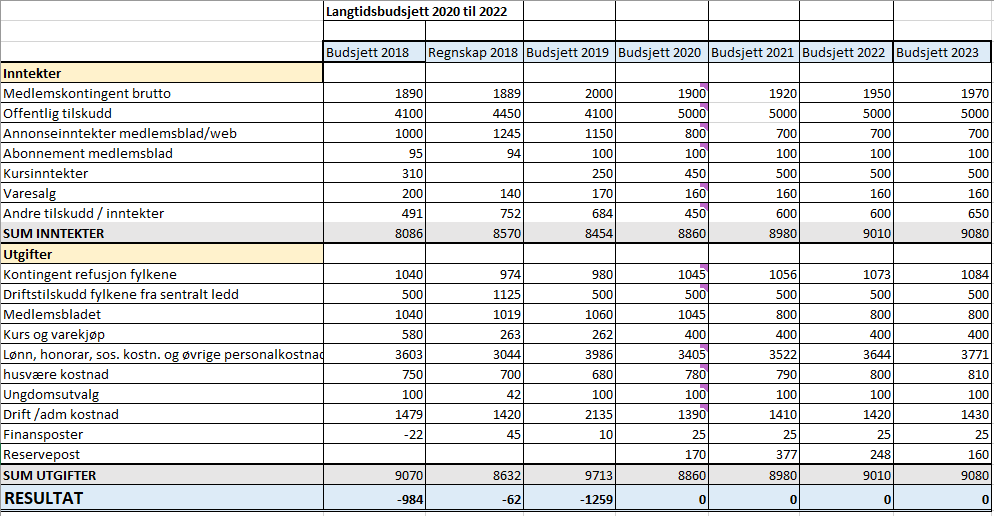 Langtidsbudsjett 2020 til 2022
Budsjett 2018 Regnskap 2018 Budsjett 2019 Budsjett 2020 Budsjett 2021 Budsjett 2022 Budsjett 2023
Inntekter
Medlemskontingent brutto 1890 1889 2000 1900 1920 1950 1970
Offentlig tilskudd 4100 4450 4100 5000 5000 5000 5000
Annonseinntekter medlemsblad/web 1000 1245 1150 800 700 700 700
Abonnement medlemsblad 95 94 100 100 100 100 100
Kursinntekter 310 250 450 500 500 500
Varesalg 200 140 170 160 160 160 160
Andre tilskudd / inntekter 491 752 684 450 600 600 650
SUM INNTEKTER 8086 8570 8454 8860 8980 9010 9080
Utgifter
Kontingent refusjon fylkene 1040 974 980 1045 1056 1073 1084
Driftstilskudd fylkene fra sentralt ledd 500 1125 500 500 500 500 500
Medlemsbladet 1040 1019 1060 1045 800 800 800
Kurs og varekjøp 580 263 262 400 400 400 400
Lønn, honorar, sos. kostn. og øvrige personalkostnad 3603 3044 3986 3405 3522 3644 3771
husvære kostnad 750 700 680 780 790 800 810
Ungdomsutvalg 100 42 100 100 100 100 100
Drift /adm kostnad 1479 1420 2135 1390 1410 1420 1430
Finansposter -22 45 10 25 25 25 25
Reservepost 170 377 248 160
SUM UTGIFTER 9070 8632 9713 8860 8980 9010 9080
RESULTAT -984 -62 -1259 0 0 0 0